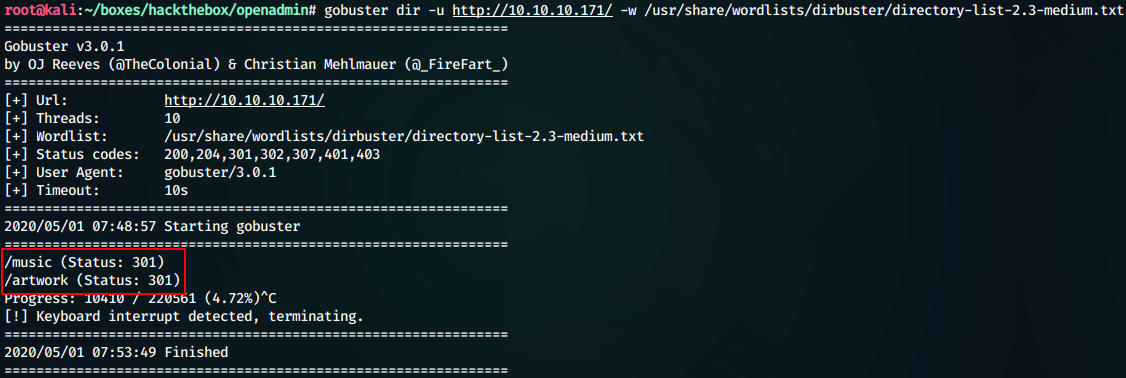 root@kali:~/boxes/hackthebox/openadmin# gobuster dir -u http://10.10.10.171/ -w /usr/share/wordlists/dirbuster/directory-list-2.3-medium.txt
===============================================================
Gobuster v3.0.1
by OJ Reeves (@TheColonial) & Christian Mehlmauer (@_FireFart_)
===============================================================
[+] Url:            http://10.10.10.171/
[+] Threads:        10
[+] Wordlist:       /usr/share/wordlists/dirbuster/directory-list-2.3-medium.txt
[+] Status codes:   200,204,301,302,307,401,403
[+] User Agent:     gobuster/3.0.1
[+] Timeout:        10s
===============================================================
2020/05/01 07:48:57 Starting gobuster
===============================================================
/music (Status: 301)
/artwork (Status: 301)
Progress: 10410 / 220561 (4.72%)^C
[!] Keyboard interrupt detected, terminating.
===============================================================
2020/05/01 07:53:49 Finished
===============================================================